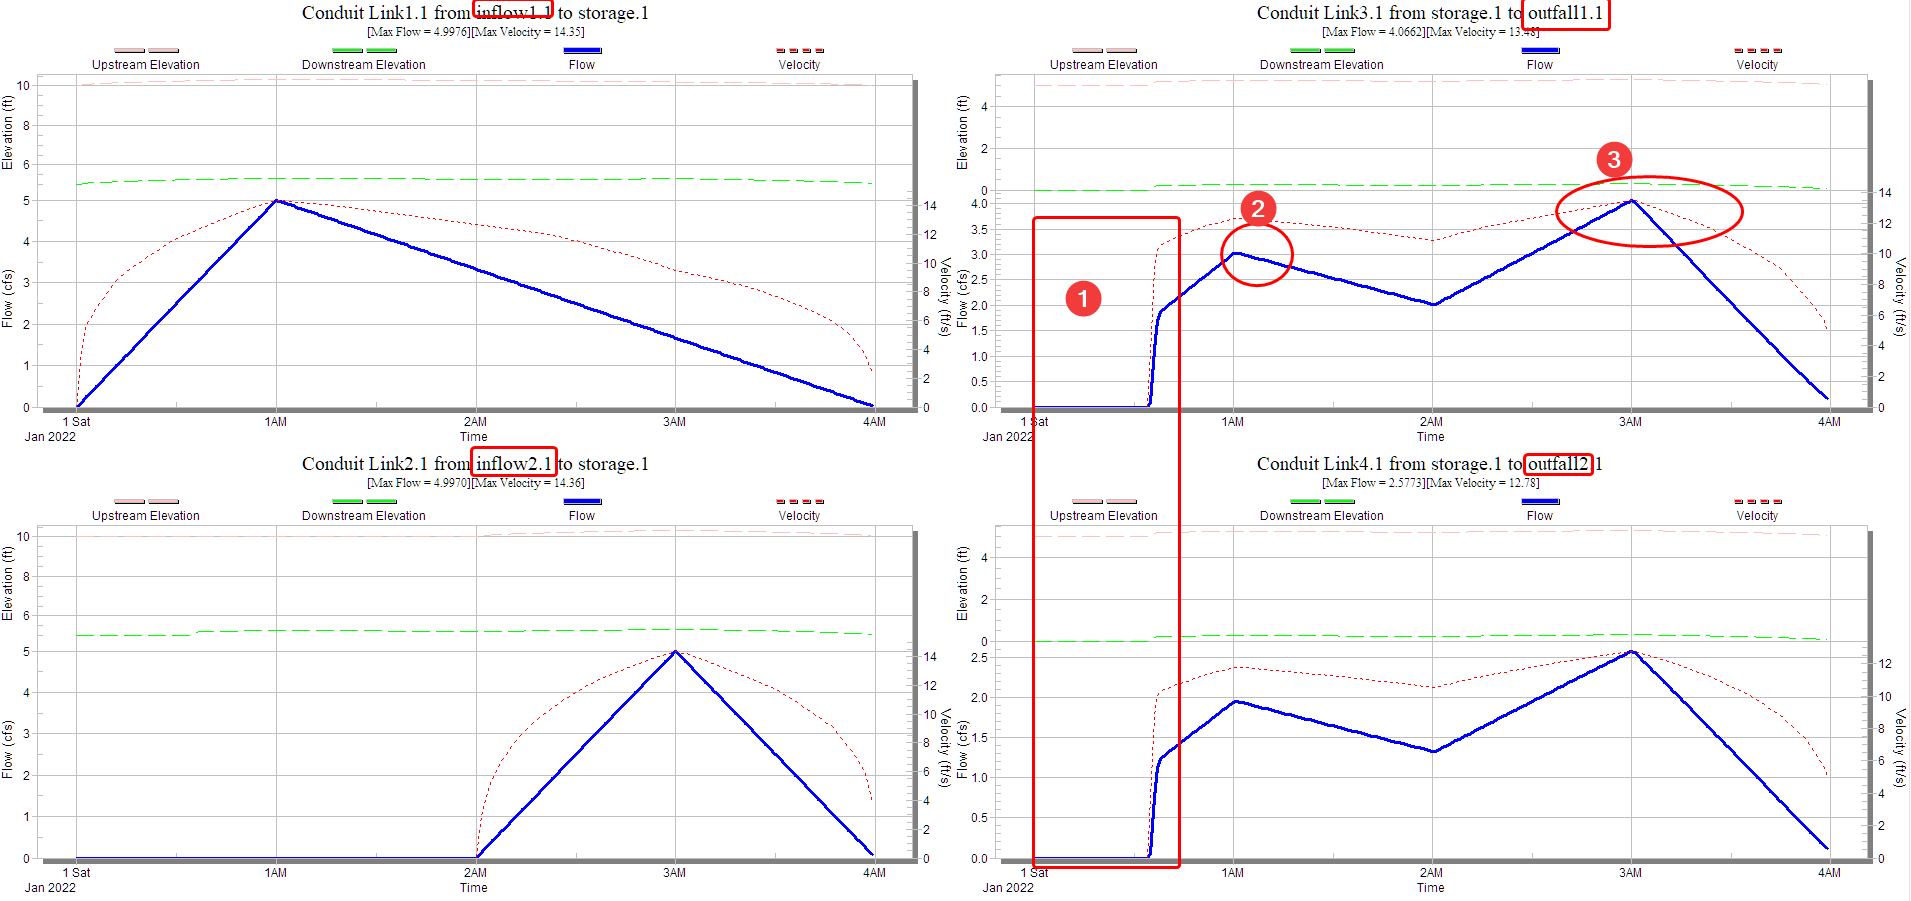 Conduit Link1.1 from inflow1.1 to storage.1
[Max Flow = 4.9976][Max Velocity = 14.35]
Upstream Elevation Downstream Elevation Flow Velocity
Elevation (ft)
10
8
6
Flow (cfs)
5
4
3
2
1
0
Velocity (ft/s)
14
12
10
8
6
4
2
0
1 Sat 1AM 2AM 3AM 4AM
Jan 2022 Time
Conduit Link3.1 from storage.1 to outfall1.1
[Max Flow = 4.0662][Max Velocity = 13.48]
Upstream Elevation Downstream Elevation Flow Velocity
Elevation (ft)
4
2
0
Flow (cfs)
4.0
3.5
3.0
2.5
2.0
1.5
1.0
0.5
0.0
Velocity (ft/s)
14
12
10
8
6
4
2
0
1 Sat 1AM 2AM 3AM 4AM
Jan 2022 Time
1
2
3
Conduit Link2.1 from inflow2.1 to storage.1
[Max Flow = 4.9970][Max Velocity = 14.36]
Upstream Elevation Downstream Elevation Flow Velocity
Elevation (ft)
10
8
6
Flow (cfs)
5
4
3
2
1
0
Velocity (ft/s)
14
12
10
8
6
4
2
0
1 Sat 1AM 2AM 3AM 4AM
Jan 2022 Time
Conduit Link4.1 from storage.1 to outfall2.1
[Max Flow = 2.5773][Max Velocity = 12.78]
Upstream Elevation Downstream Elevation Flow Velocity
Elevation (ft)
4
2
0
Flow (cfs)
2.5
2.0
1.5
1.0
0.5
0.0
Velocity (ft/s)
12
10
8
6
4
2
0
1 Sat 1AM 2AM 3AM 4AM
Jan 2022 Time